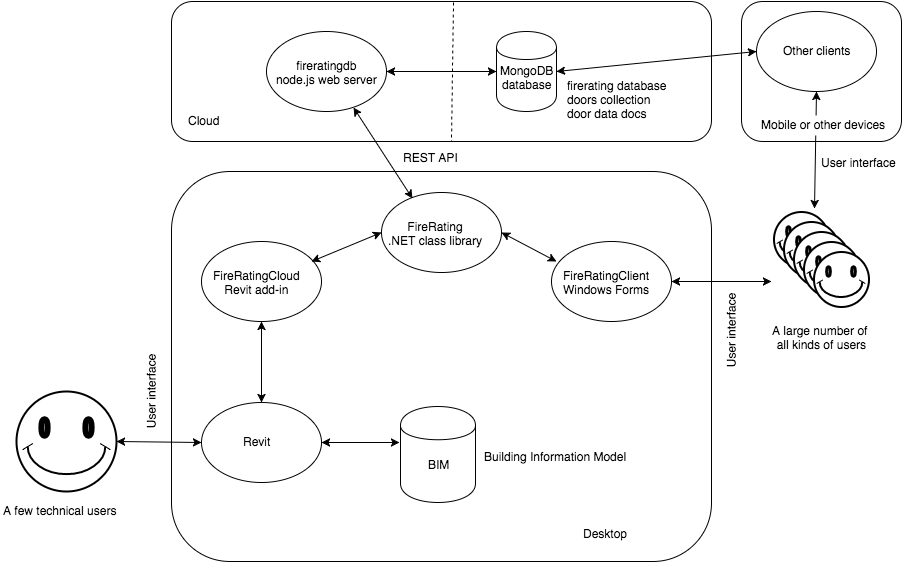 fireratingdb
node.js web server
MongoDB
database
Other clients
firerating database
doors collection
door data docs
Cloud
Mobile or other devices
REST API
User interface
FireRating
.NET class library
FireRatingCloud
Revit add-in
FireRatingClient
Windows Forms
User interface
A large number of
all kinds of users
User interface
Revit
BIM
Building Information Model
A few technical users
Desktop